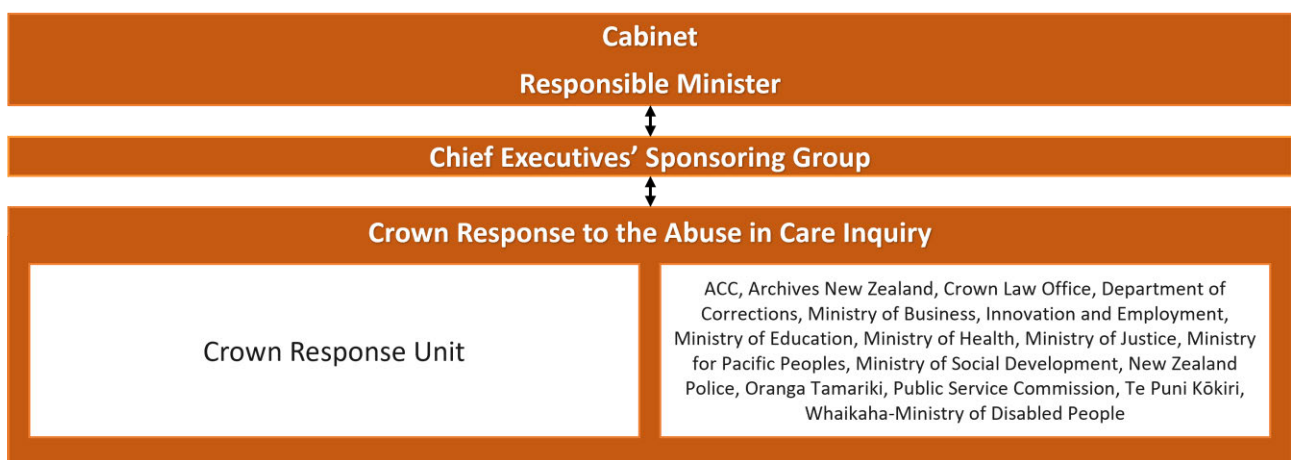 Cabinet
Responsible Minister
Chief Executives’ Sponsoring Group
Crown Response to the Abuse in Care Inquiry
Crown Response Unit
ACC, Archives New Zealand, Crown Law Office, Department of
Corrections, Ministry of Business, Innovation and Employment,
Ministry of Education, Ministry of Health, Ministry of Justice, Ministry
for Pacific Peoples, Ministry of Social Development, New Zealand
Police, Oranga Tamariki, Public Service Commission, Te Puni Kōkiri,
Whaikaha-Ministry of Disabled People